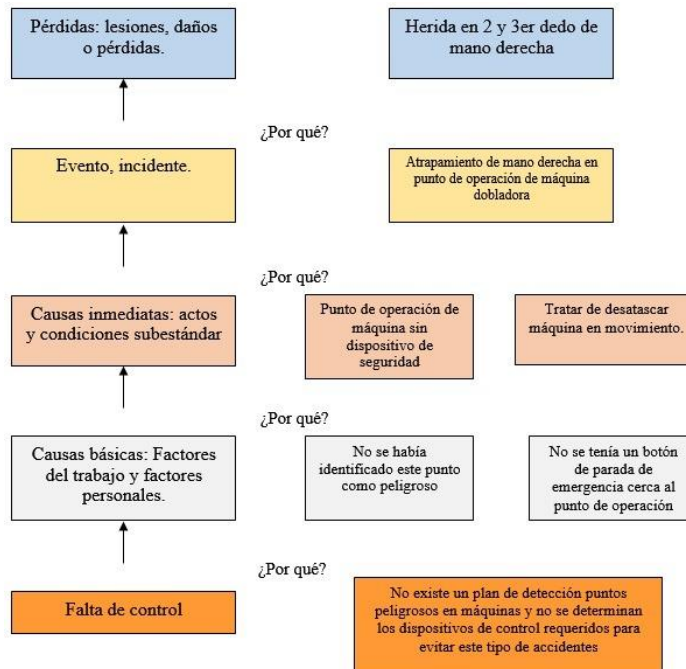 Pérdidas: lesiones, daños
o pérdidas.
Herida en 2 y 3er dedo de
mano derecha
¿Por qué?
Evento, incidente.
Atrapamiento de mano derecha en
punto de operación de máquina
dobladora
¿Por qué?
Causas inmediatas: actos
y condiciones subestándar
Punto de operación de
máquina sin
dispositivo de
seguridad
Tratar de desatascar
máquina en movimiento.
¿Por qué?
Causas básicas: Factores
del trabajo y factores
personales.
No se había
identificado este punto
como peligroso
No se tenía un botón
de parada de
emergencia cerca al
punto de operación
¿Por qué?
Falta de control
No existe un plan de detección puntos
peligrosos en máquinas y no se determinan
los dispositivos de control requeridos para
evitar este tipo de accidentes